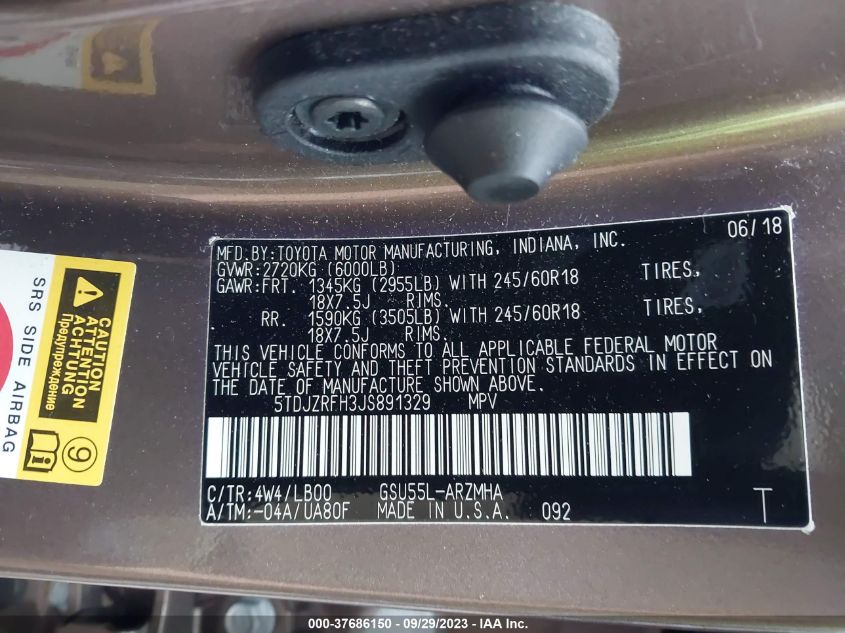 MFD.BY:TOYOTA MOTOR MANUFACTURING, INDIANA, INC. 06/18
GVWR:2720KG (6000LB)
GAWR:FRT. 1345KG (2955LB) WITH 245/60R18 TIRES,
18X7.5J RIMS.
RR. 1590KG (3505LB) WITH 245/60R18 TIRES,
18X7.5J RIMS.
THIS VEHICLE CONFORMS TO ALL APPLICABLE FEDERAL MOTOR
VEHICLE SAFETY AND THEFT PREVENTION STANDARDS IN EFFECT ON
THE DATE OF MANUFACTURE SHOWN ABOVE.
5TDJZRFH3JS891329 MPV
C/TR:4W4/LB00 GSU55L-ARZMHA
A/TM:-04A/UA80F MADE IN U.S.A. 092 T
SRS SIDE AIRBAG
CAUTION
ATTENTION
ACHTUNG
Предупреждение
9
000-37686150 - 09/29/2023 - IAA Inc.